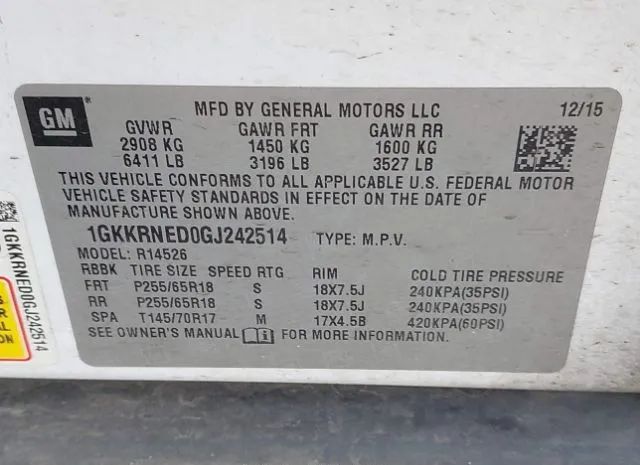 GM
MFD BY GENERAL MOTORS LLC 12/15
GVWR GAWR FRT GAWR RR
2908 KG 1450 KG 1600 KG
6411 LB 3196 LB 3527 LB
THIS VEHICLE CONFORMS TO ALL APPLICABLE U.S. FEDERAL MOTOR
VEHICLE SAFETY STANDARDS IN EFFECT ON THE DATE OF
MANUFACTURE SHOWN ABOVE.
1GKKRNED0GJ242514 TYPE: M.P.V.
MODEL: R14526
RBBK TIRE SIZE SPEED RTG RIM COLD TIRE PRESSURE
FRT P255/65R18 S 18X7.5J 240KPA(35PSI)
RR P255/65R18 S 18X7.5J 240KPA(35PSI)
SPA T145/70R17 M 17X4.5B 420KPA(60PSI)
SEE OWNER'S MANUAL FOR MORE INFORMATION.
1GKKRNED0GJ242514